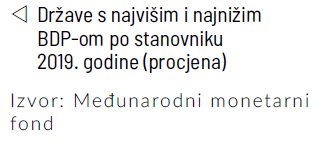 Države s najvišim i najnižim
BDP-om po stanovniku
2019. godine (procjena)
Izvor: Međunarodni monetarni
fond